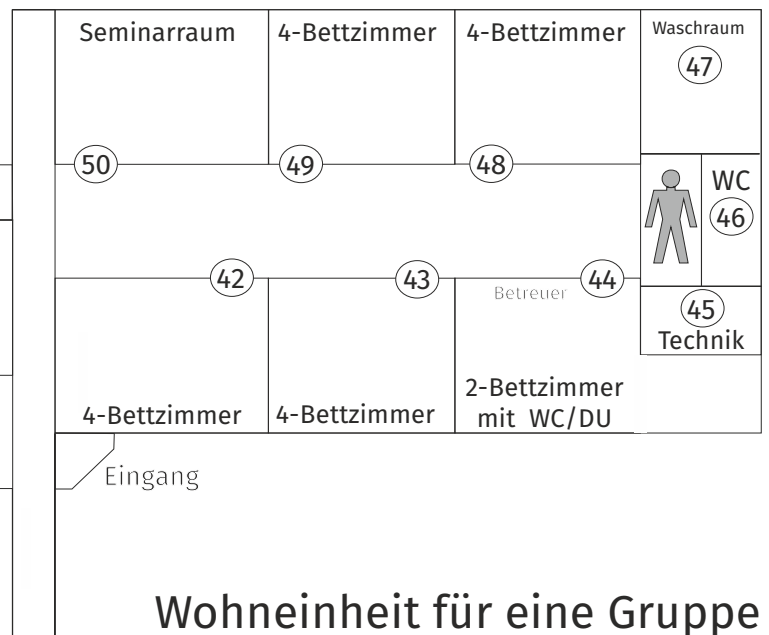 Seminarraum
4-Bettzimmer
4-Bettzimmer
Waschraum
47
50
49
48
WC
46
42
43
44
Betreuer
45
Technik
4-Bettzimmer
4-Bettzimmer
2-Bettzimmer
mit WC/DU
Eingang
Wohneinheit für eine Gruppe